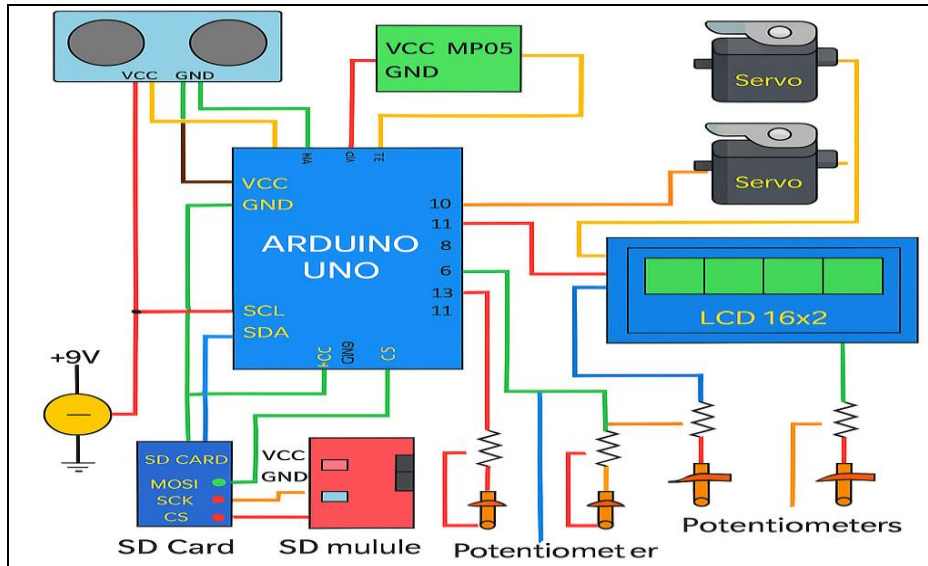 VCC GND
VCC MP05
GND
Servo
Servo
VCC
GND
ARDUINO
UNO
SCL
SDA
10
11
8
6
13
11
CS
LCD 16x2
+9V
SD CARD
MOSI
SCK
CS
VCC
GND
SD Card
SD mulule
Potentiometer
Potentiometers